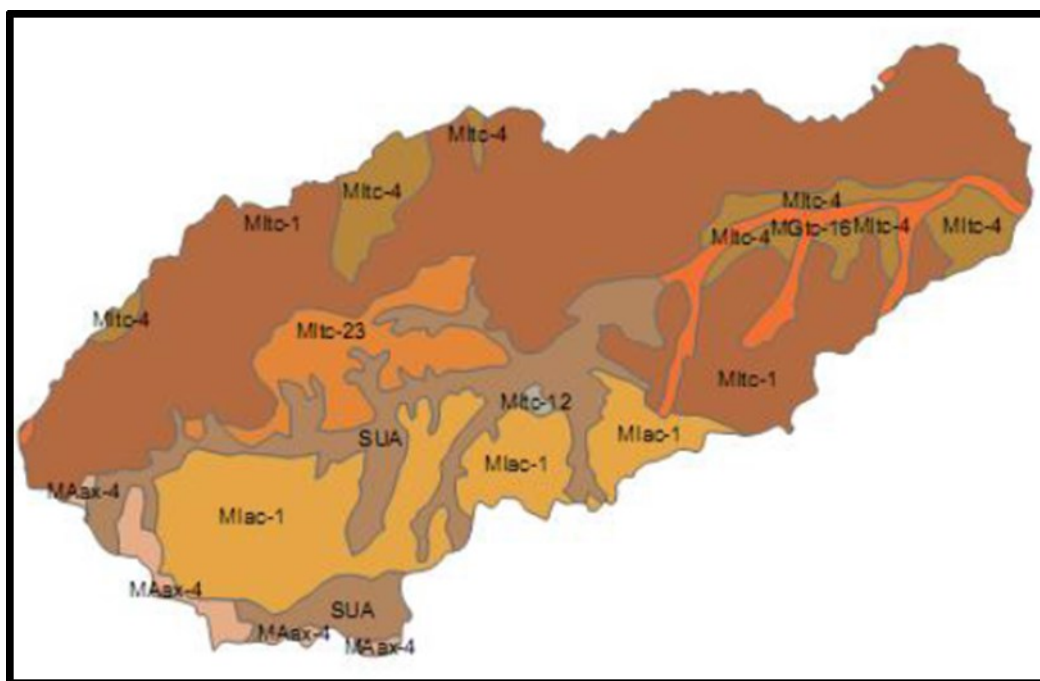 MItc-4
MItc-4
MItc-1
MItc-4
MGtc-16
MItc-4
MItc-4
MItc-4
MItc-4
MItc-23
MItc-1
MItc-12
SUA
MIac-1
MIac-1
MAax-4
MIac-1
MAax-4
SUA
MAax-4
MAax-4